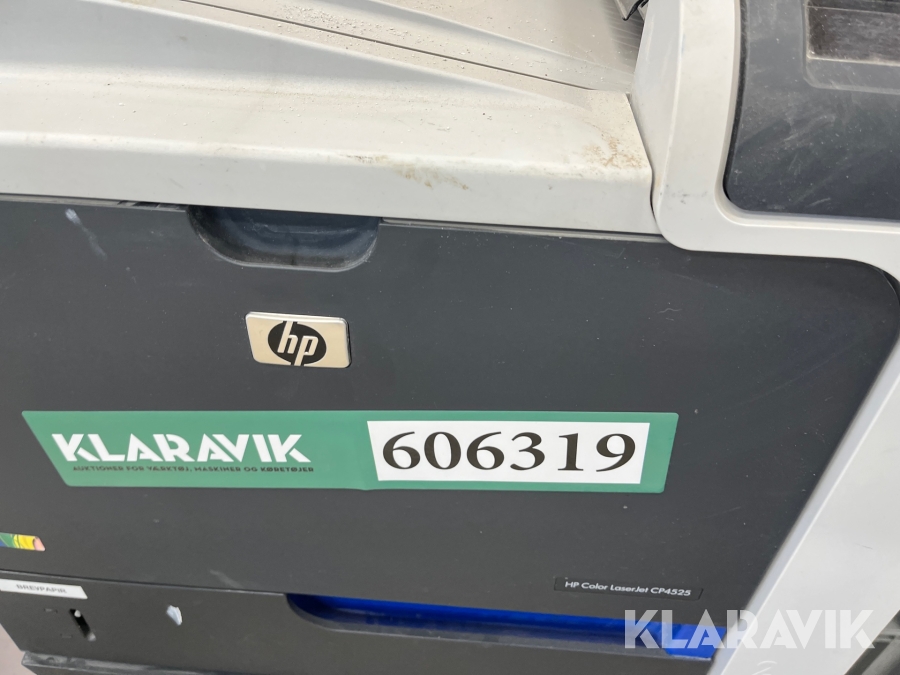 hp
KLARAVIK
AUKTIONER FOR VÆRKTØJ, MASKINER OG KØRETØJER
606319
BREVPAPIR
HP Color LaserJet CP4525
KLARAVIK